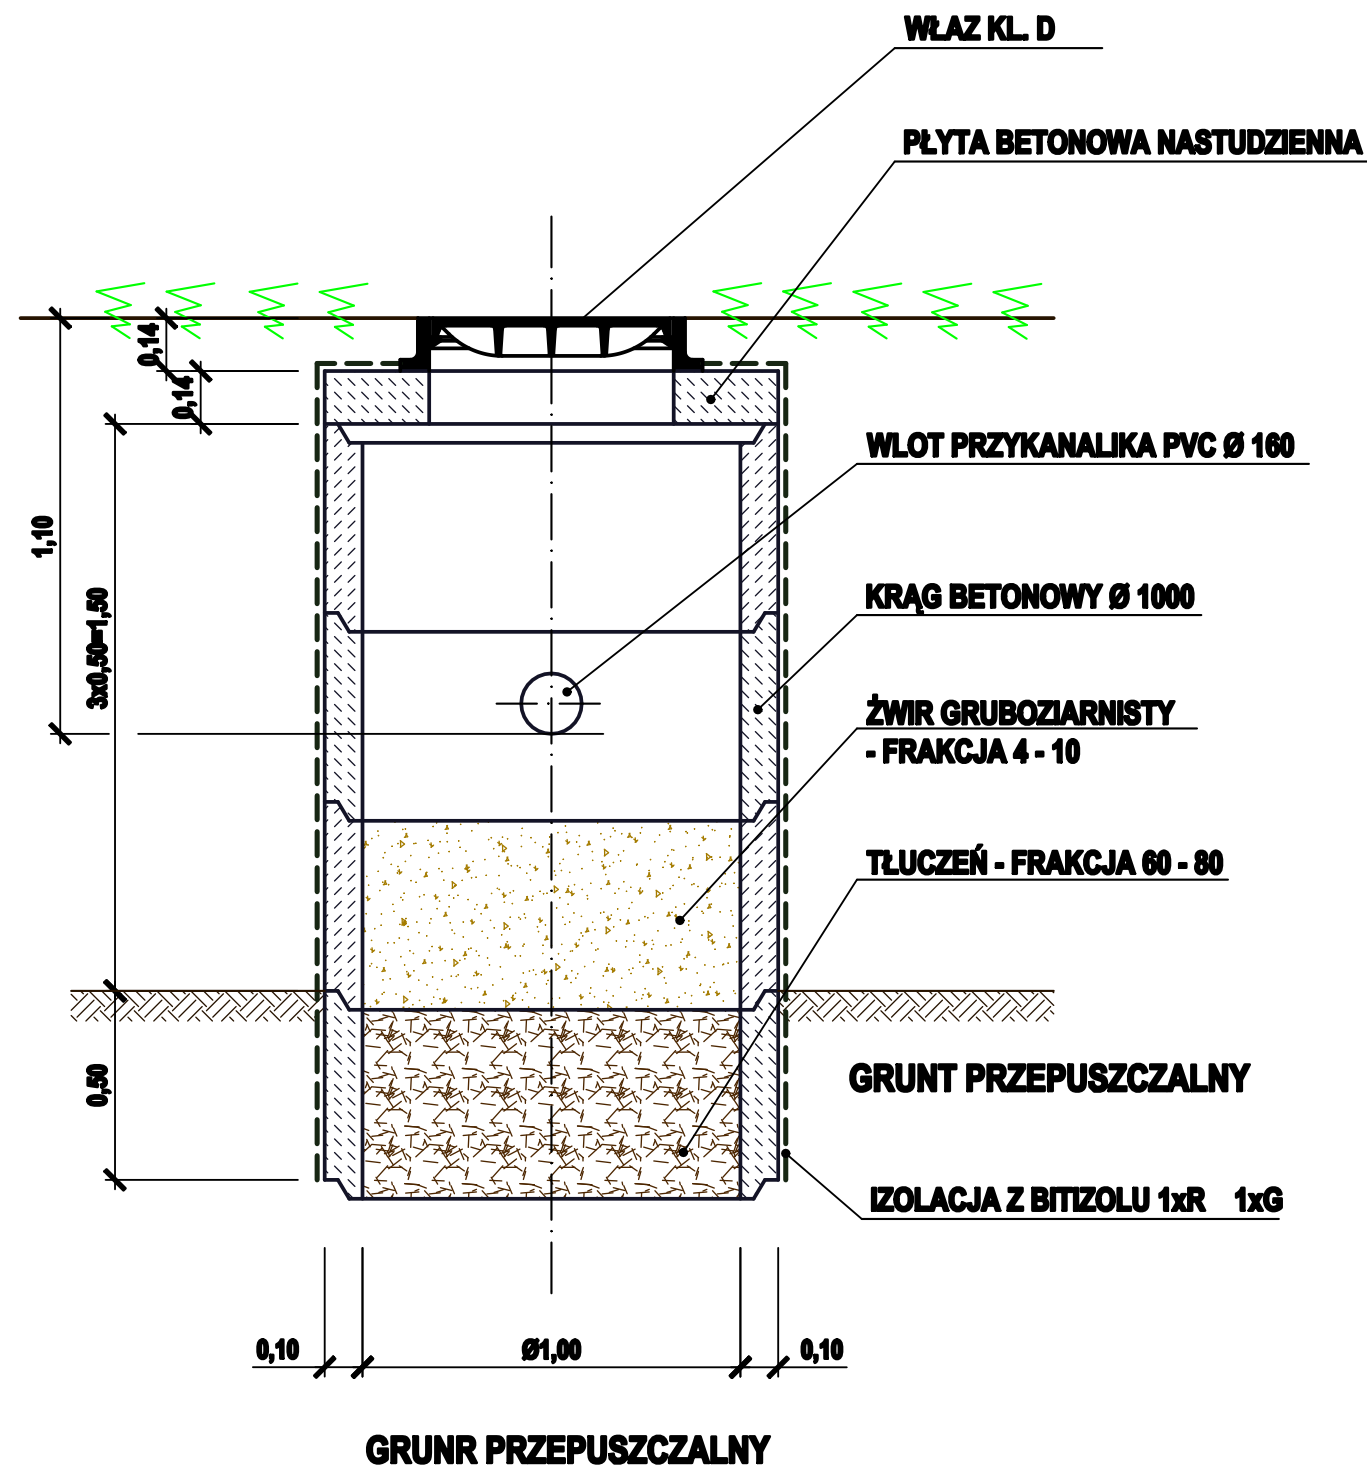 WŁAZ KL. D
PŁYTA BETONOWA NASTUDZIENNA
0,14
0,14
WLOT PRZYKANALIKA PVC Ø 160
1,10
KRĄG BETONOWY Ø 1000
3x0,50=1,50
ŻWIR GRUBOZIARNISTY
- FRAKCJA 4 - 10
TŁUCZEŃ - FRAKCJA 60 - 80
0,50
GRUNT PRZEPUSZCZALNY
IZOLACJA Z BITIZOLU 1xR 1xG
0,10
Ø1,00
0,10
GRUNR PRZEPUSZCZALNY